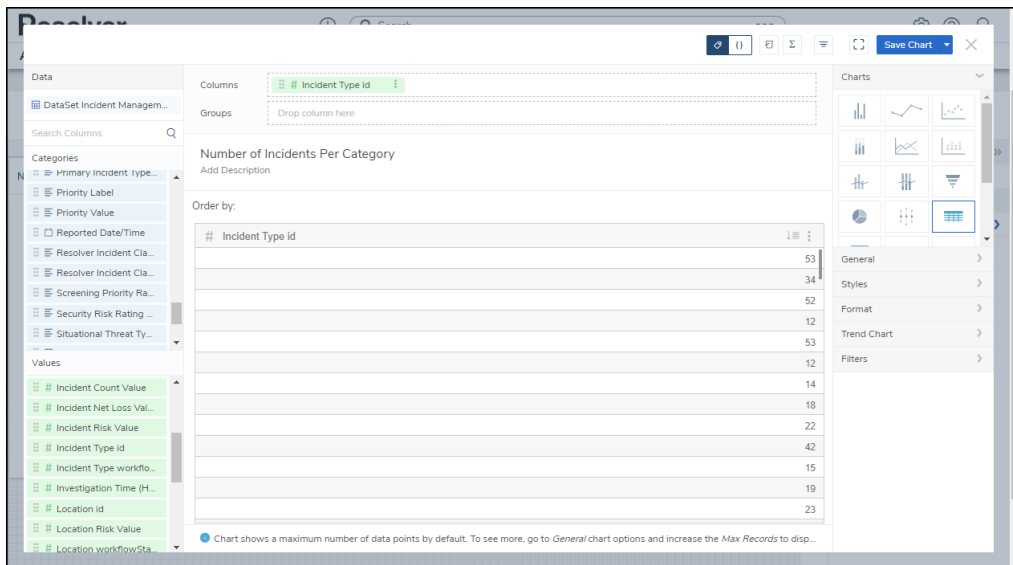 Resolver
Search
Save Chart
Data
DataSet Incident Managem...
Search Columns
Categories
Primary Incident Type...
Priority Label
Priority Value
Reported Date/Time
Resolver Incident Cla...
Resolver Incident Cla...
Screening Priority Ra...
Security Risk Rating ...
Situational Threat Ty...
Values
# Incident Count Value
# Incident Net Loss Val...
# Incident Risk Value
# Incident Type id
# Incident Type workflo...
# Investigation Time (H...
# Location id
# Location Risk Value
# Location workflowSta...
Columns
# Incident Type id
Groups
Drop column here
Number of Incidents Per Category
Add Description
Order by:
# Incident Type id
53
34
52
12
53
12
14
18
22
42
15
19
23
Chart shows a maximum number of data points by default. To see more, go to General chart options and increase the Max Records to disp...
Charts
General
Styles
Format
Trend Chart
Filters